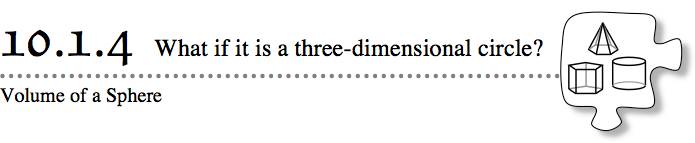 10.1.4 What if it is a three-dimensional circle?
Volume of a Sphere